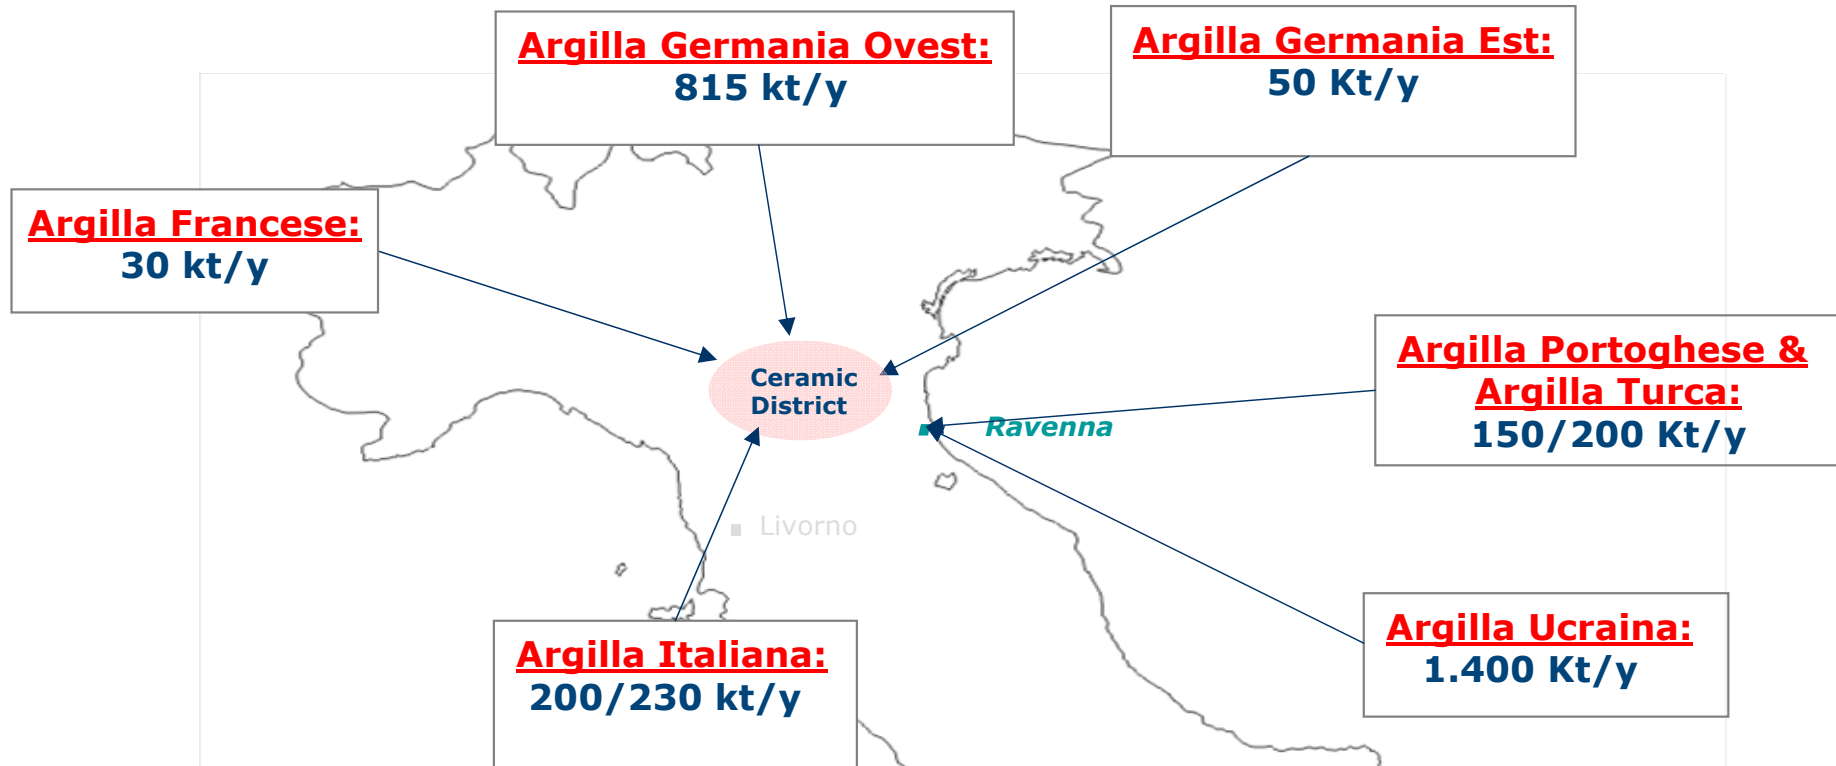 Argilla Germania Ovest:
815 kt/y
Argilla Germania Est:
50 Kt/y
Argilla Francese:
30 kt/y
Ceramic
District
Argilla Portoghese &
Argilla Turca:
150/200 Kt/y
Ravenna
Livorno
Argilla Italiana:
200/230 kt/y
Argilla Ucraina:
1.400 Kt/y